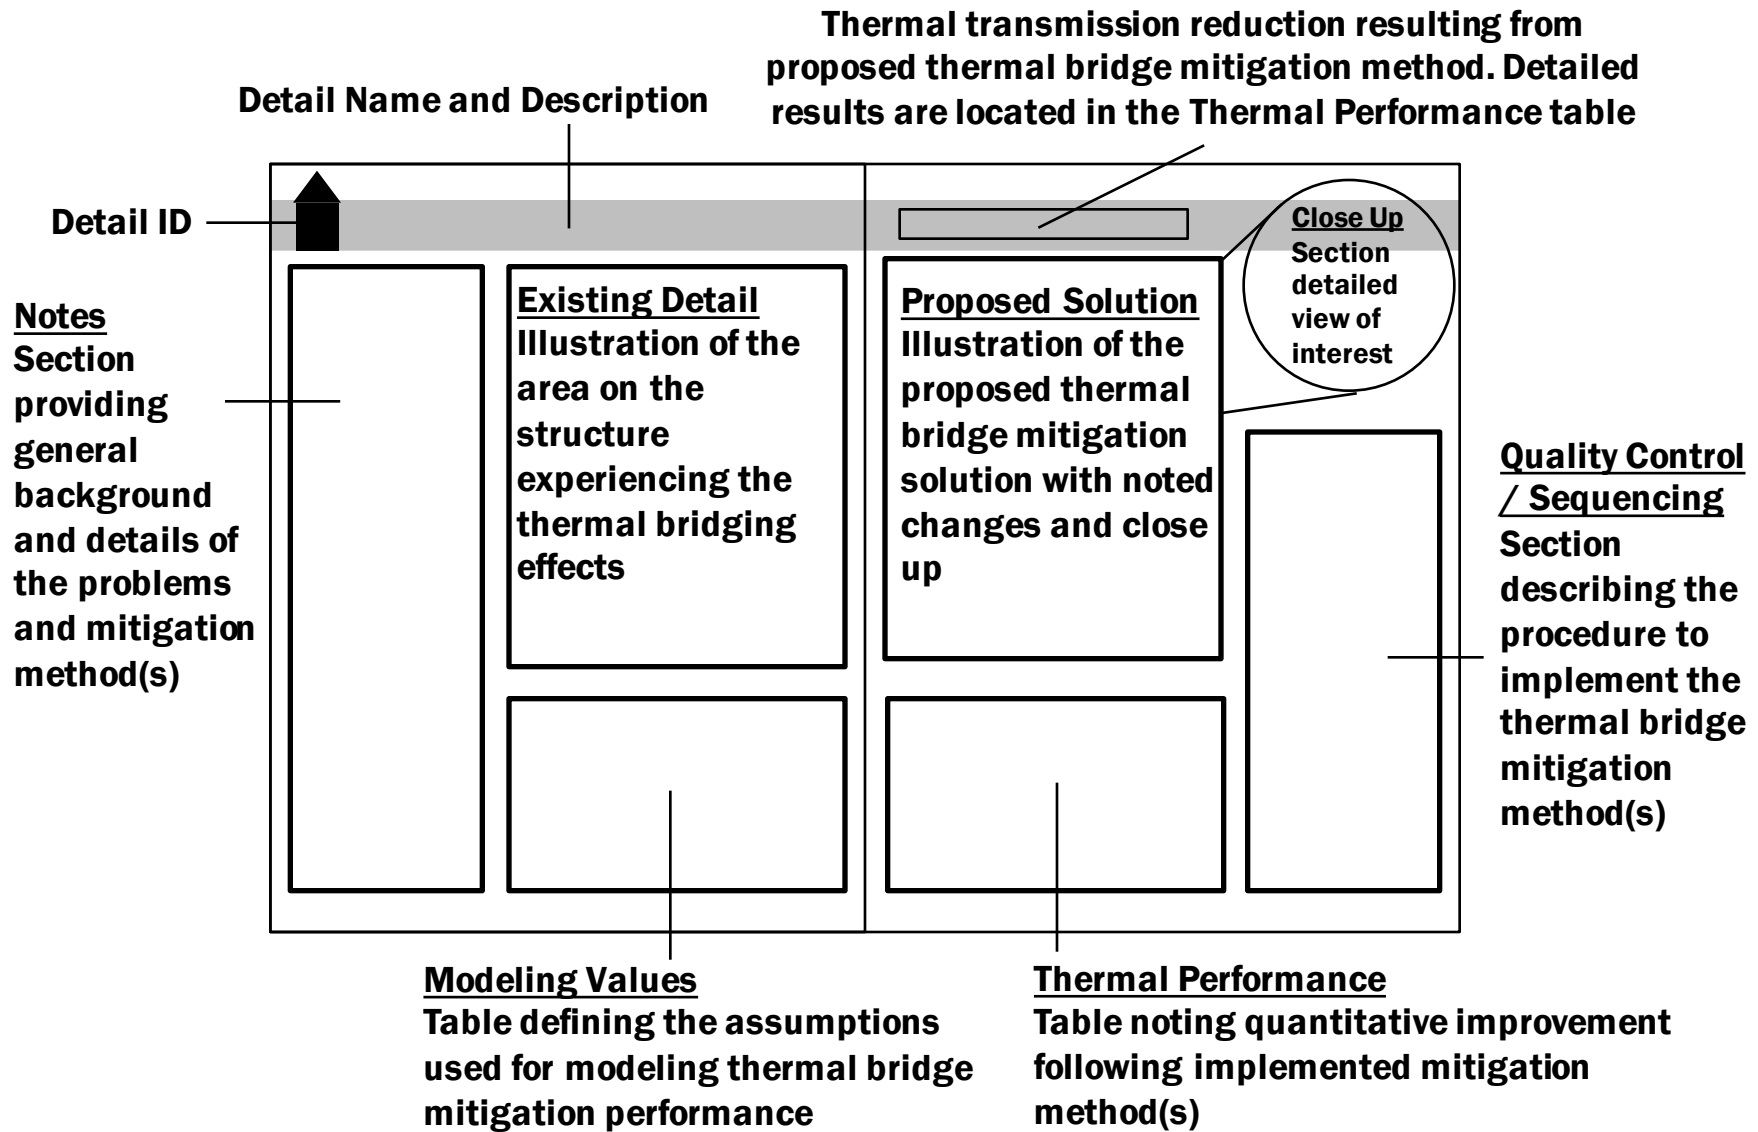 Thermal transmission reduction resulting from
proposed thermal bridge mitigation method. Detailed
results are located in the Thermal Performance table
Detail Name and Description
Detail ID
Close Up
Section
detailed
view of
interest
Notes
Section
providing
general
background
and details of
the problems
and mitigation
method(s)
Existing Detail
Illustration of the
area on the
structure
experiencing the
thermal bridging
effects
Proposed Solution
Illustration of the
proposed thermal
bridge mitigation
solution with noted
changes and close
up
Quality Control
/ Sequencing
Section
describing the
procedure to
implement the
thermal bridge
mitigation
method(s)
Modeling Values
Table defining the assumptions
used for modeling thermal bridge
mitigation performance
Thermal Performance
Table noting quantitative improvement
following implemented mitigation
method(s)